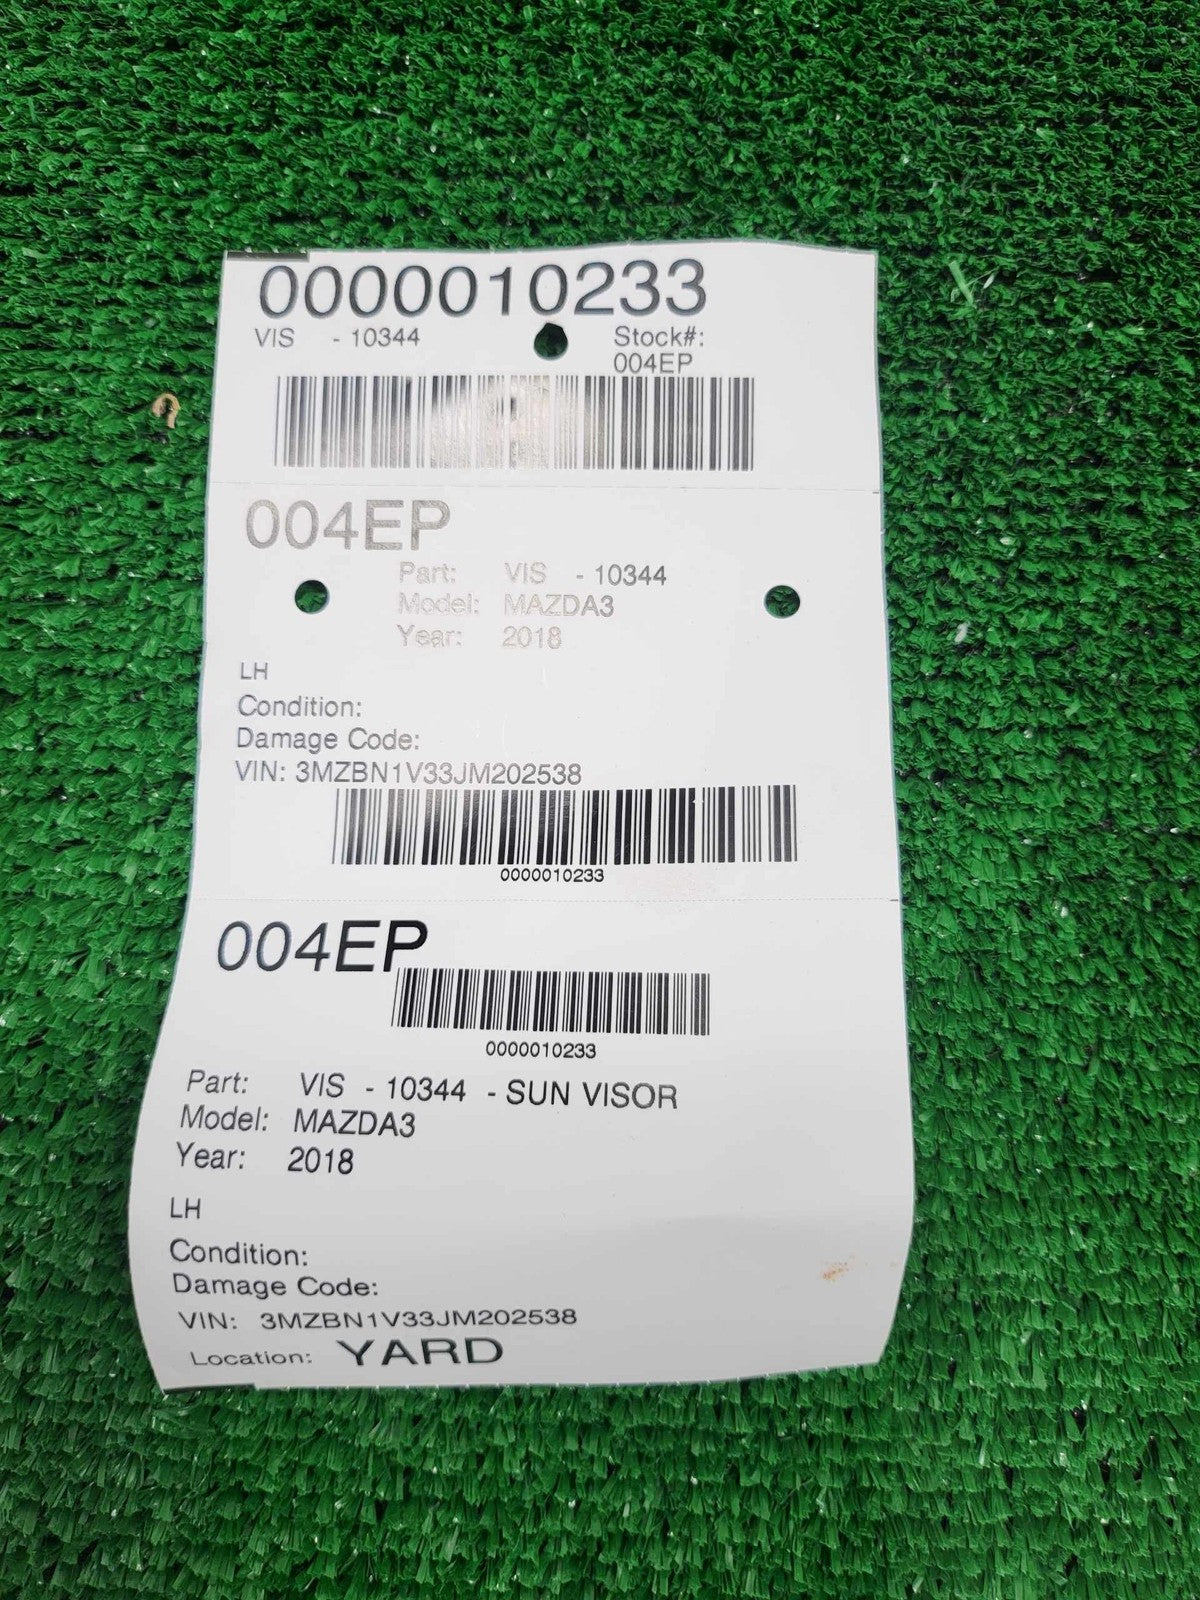 0000010233
VIS - 10344 Stock#:
004EP
004EP
Part: VIS - 10344
Model: MAZDA3
Year: 2018
LH
Condition:
Damage Code:
VIN: 3MZBN1V33JM202538
0000010233
004EP
0000010233
Part: VIS - 10344 - SUN VISOR
Model: MAZDA3
Year: 2018
LH
Condition:
Damage Code:
VIN: 3MZBN1V33JM202538
Location: YARD